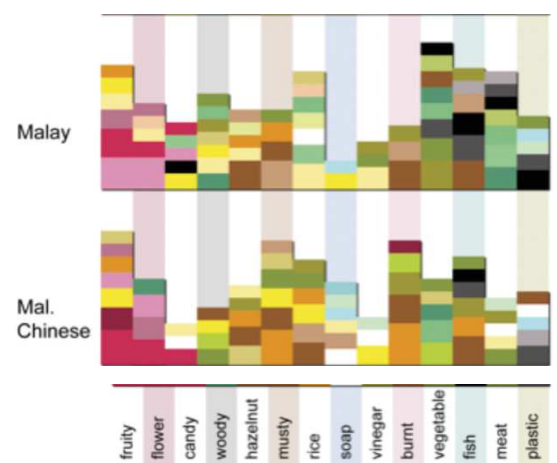 Malay
Mal.
Chinese
fruity
flower
candy
woody
hazelnut
musty
rice
soap
vinegar
burnt
vegetable
fish
meat
plastic